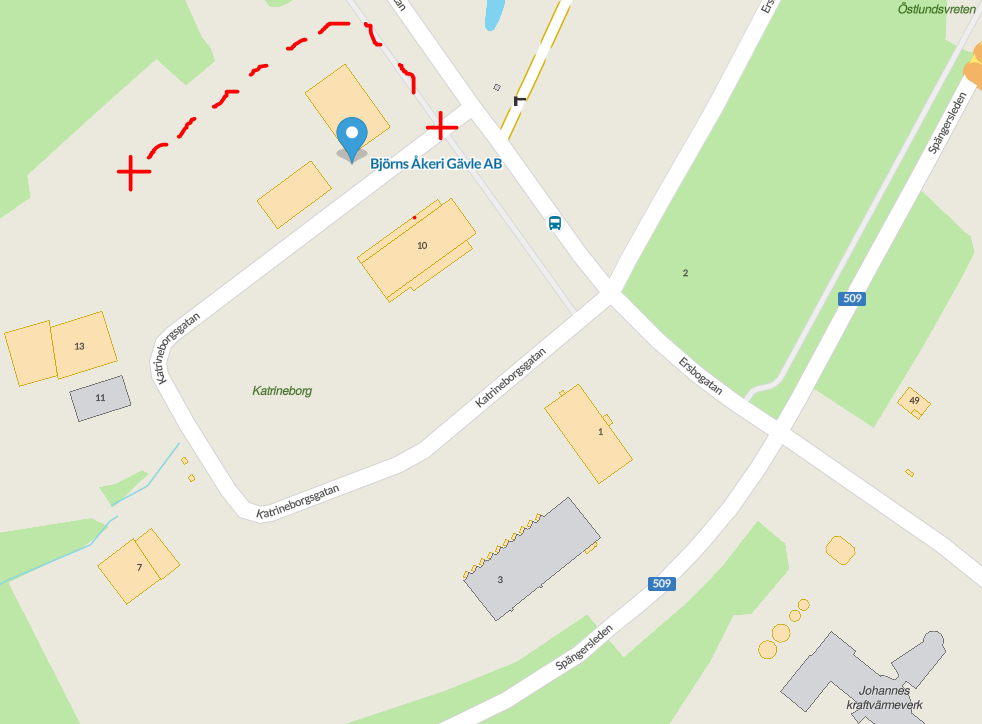 Östlundsvreten
Spångersleden
Björns Åkeri Gävle AB
10
2
509
Katrineborgsgatan
13
Katrineborgsgatan
Ersbogatan
Katrineborg
11
49
1
Katrineborgsgatan
7
3
509
Spångersleden
Johannes
kraftvärmeverk